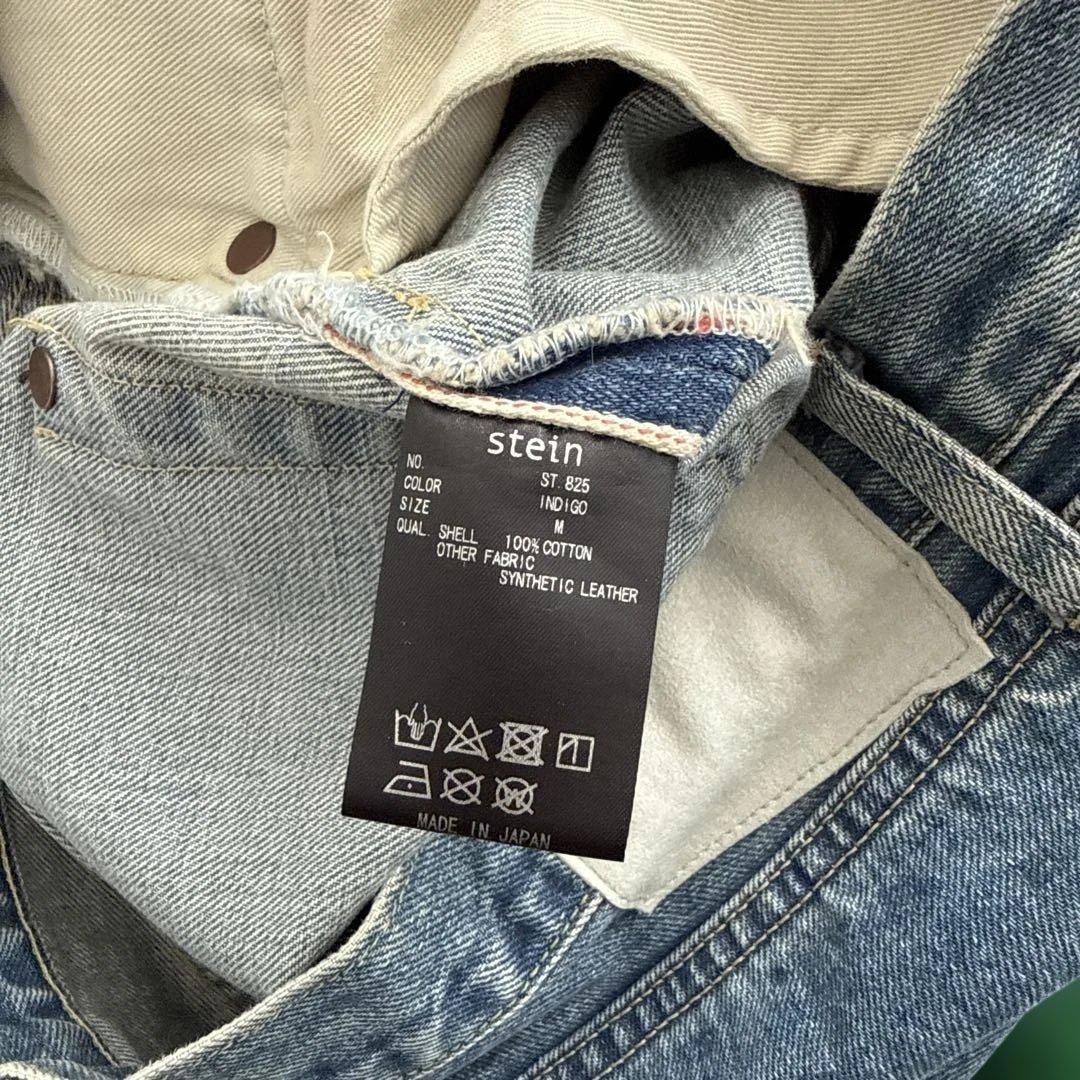 stein
NO. ST. 825
COLOR INDIGO
SIZE M
QUAL. SHELL 100% COTTON
OTHER FABRIC
SYNTHETIC LEATHER
W
MADE IN JAPAN